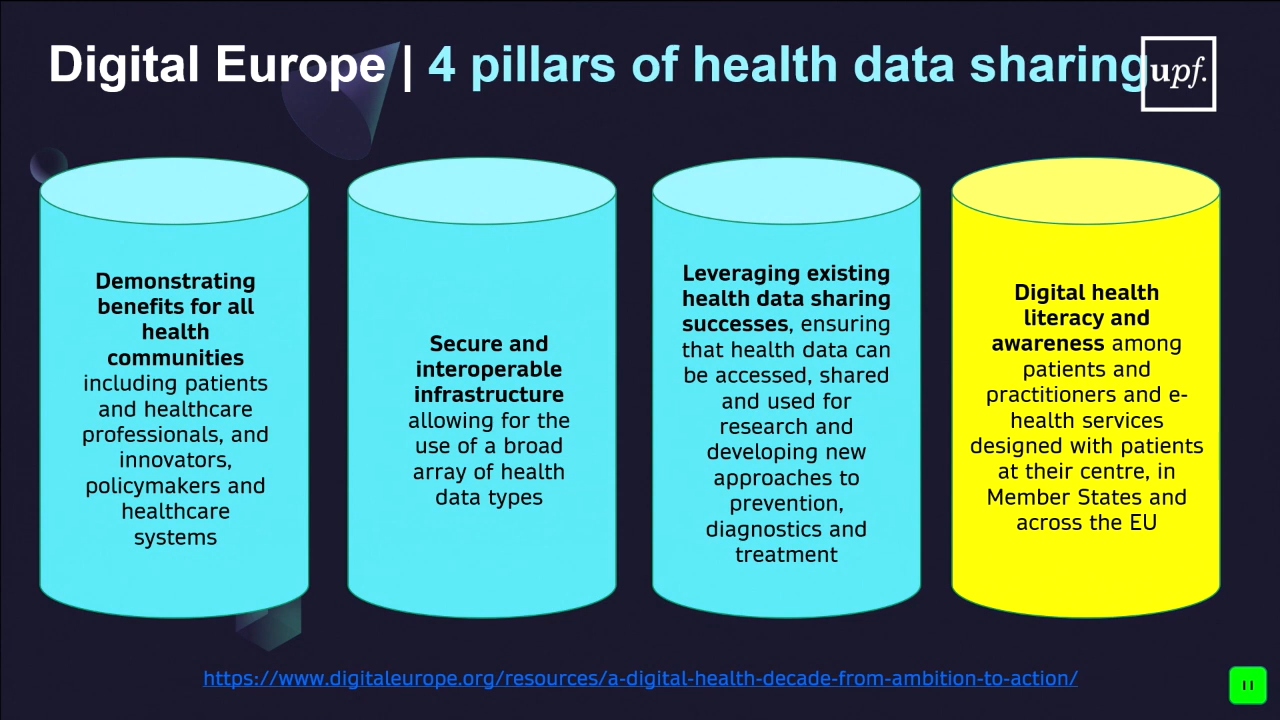 Digital Europe | 4 pillars of health data sharing
upf.
Demonstrating
benefits for all
health
communities
including patients
and healthcare
professionals, and
innovators,
policymakers and
healthcare
systems
Secure and
interoperable
infrastructure
allowing for the
use of a broad
array of health
data types
Leveraging existing
health data sharing
successes, ensuring
that health data can
be accessed, shared
and used for
research and
developing new
approaches to
prevention,
diagnostics and
treatment
Digital health
literacy and
awareness among
patients and
practitioners and e-
health services
designed with patients
at their centre, in
Member States and
across the EU
https://www.digitaleurope.org/resources/a-digital-health-decade-from-ambition-to-action/
11